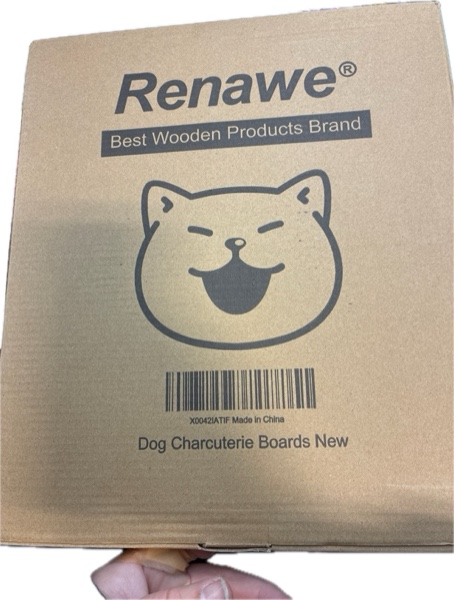 Renawe®
Best Wooden Products Brand
X0042IATIF Made in China
Dog Charcuterie Boards New